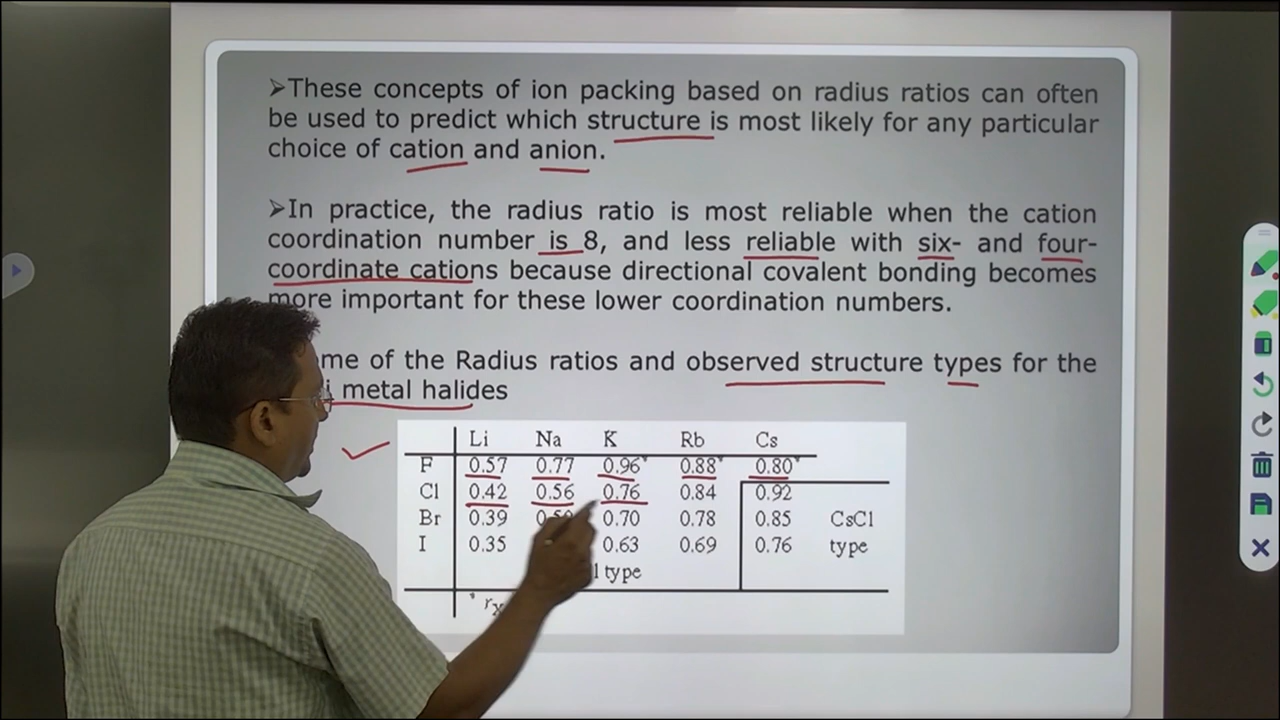 ➢These concepts of ion packing based on radius ratios can often
be used to predict which structure is most likely for any particular
choice of cation and anion.
➢In practice, the radius ratio is most reliable when the cation
coordination number is 8, and less reliable with six- and four-
coordinate cations because directional covalent bonding becomes
more important for these lower coordination numbers.
of the Radius ratios and observed structure types for the
metal halides
Li Na K Rb Cs
F 0.57 0.77 0.96* 0.88* 0.80*
Cl 0.42 0.56 0.76 0.84 0.92
Br 0.39 0.70 0.78 0.85 CsCl
I 0.35 0.63 0.69 0.76 type
type